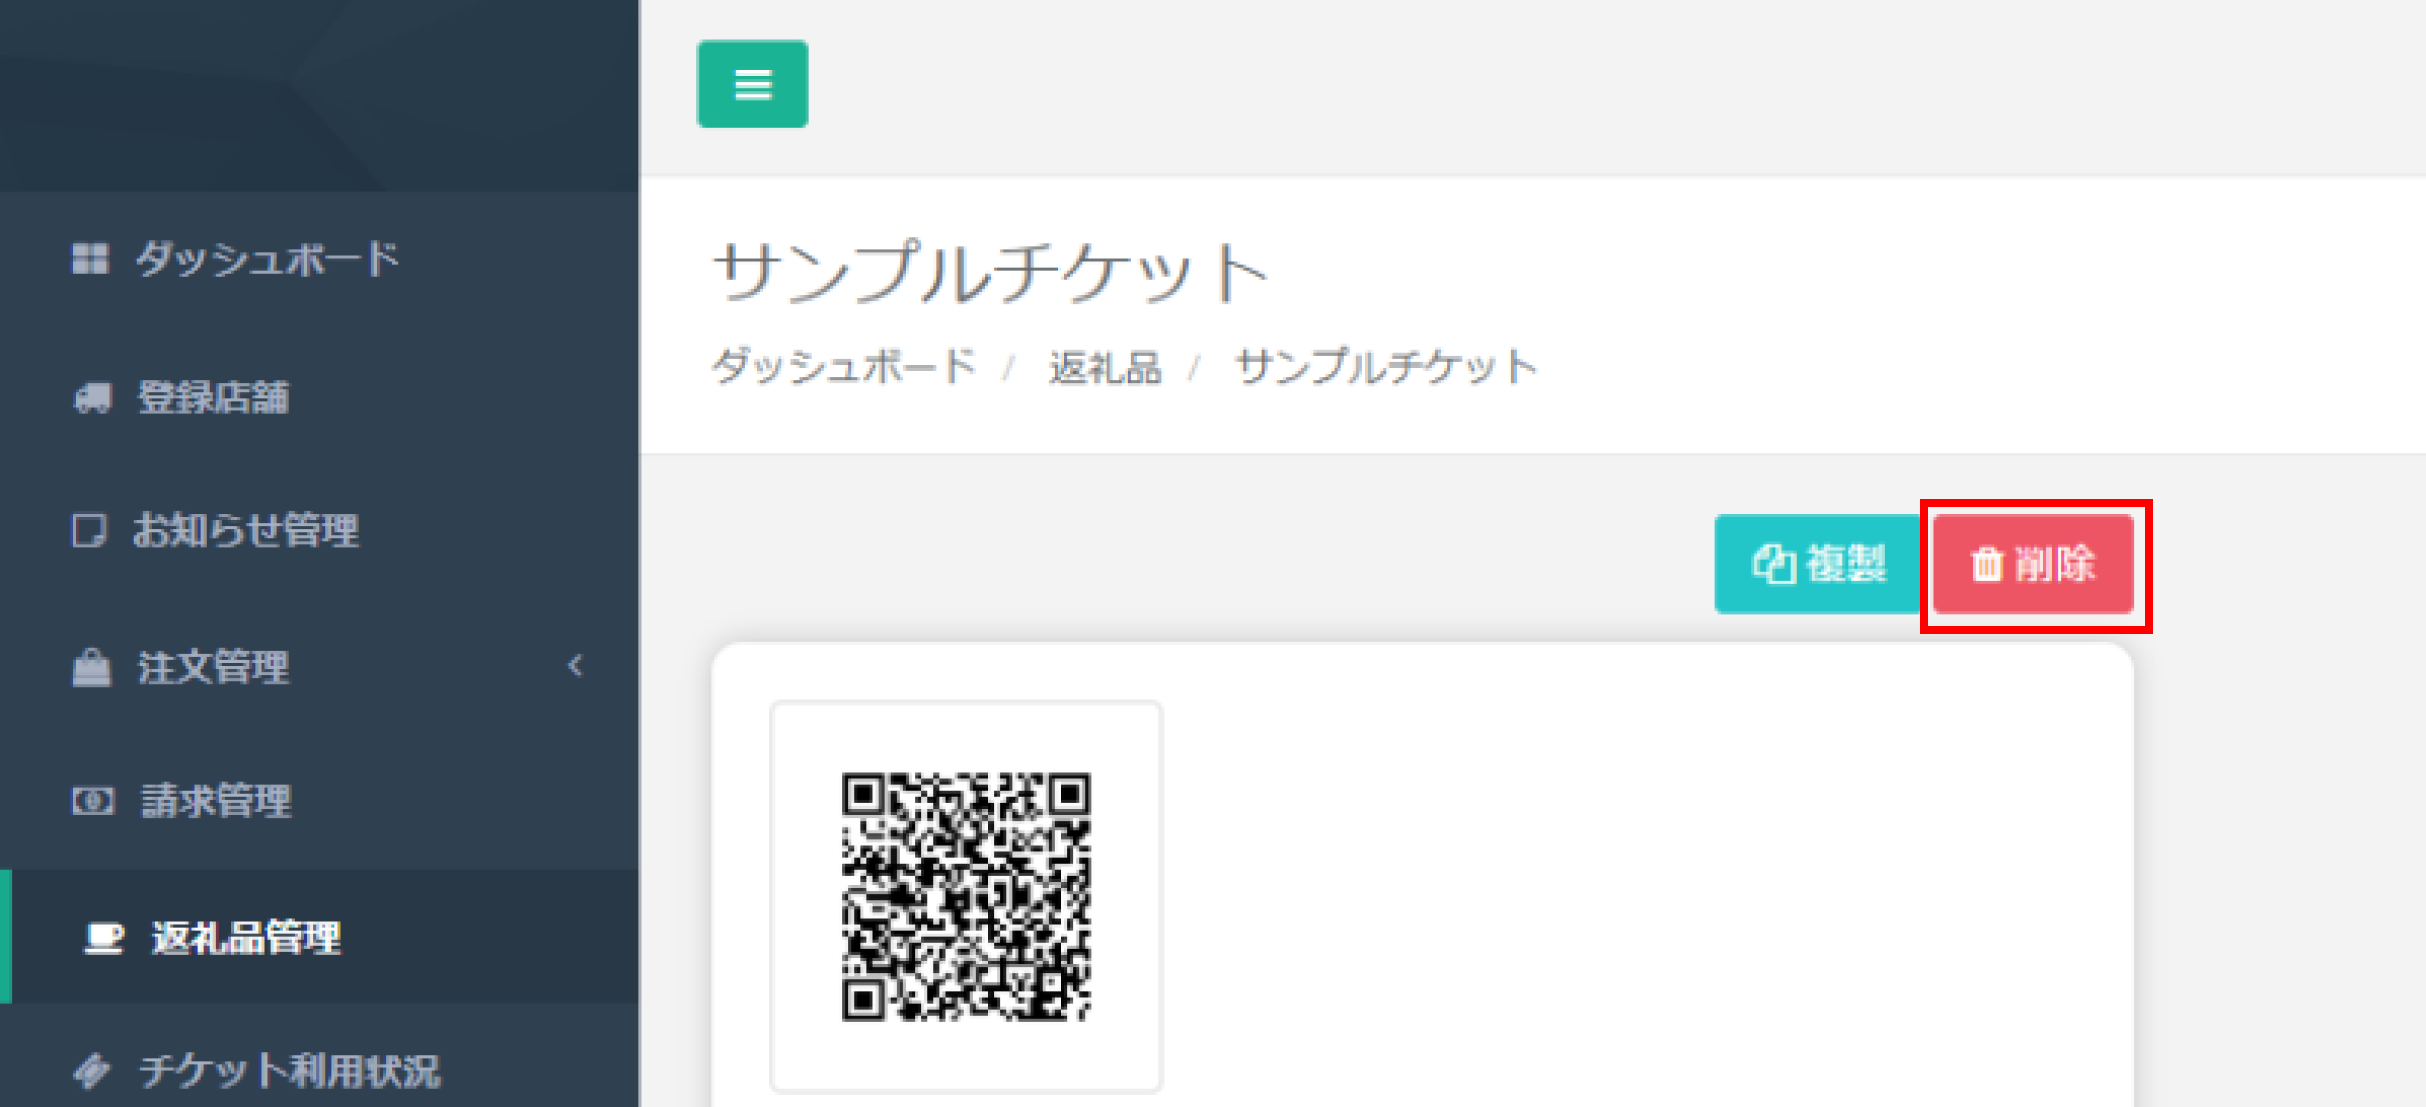 ダッシュボード
登録店舗
お知らせ管理
注文管理
請求管理
返礼品管理
チケット利用状況
サンプルチケット
ダッシュボード / 返礼品 / サンプルチケット
複製
削除